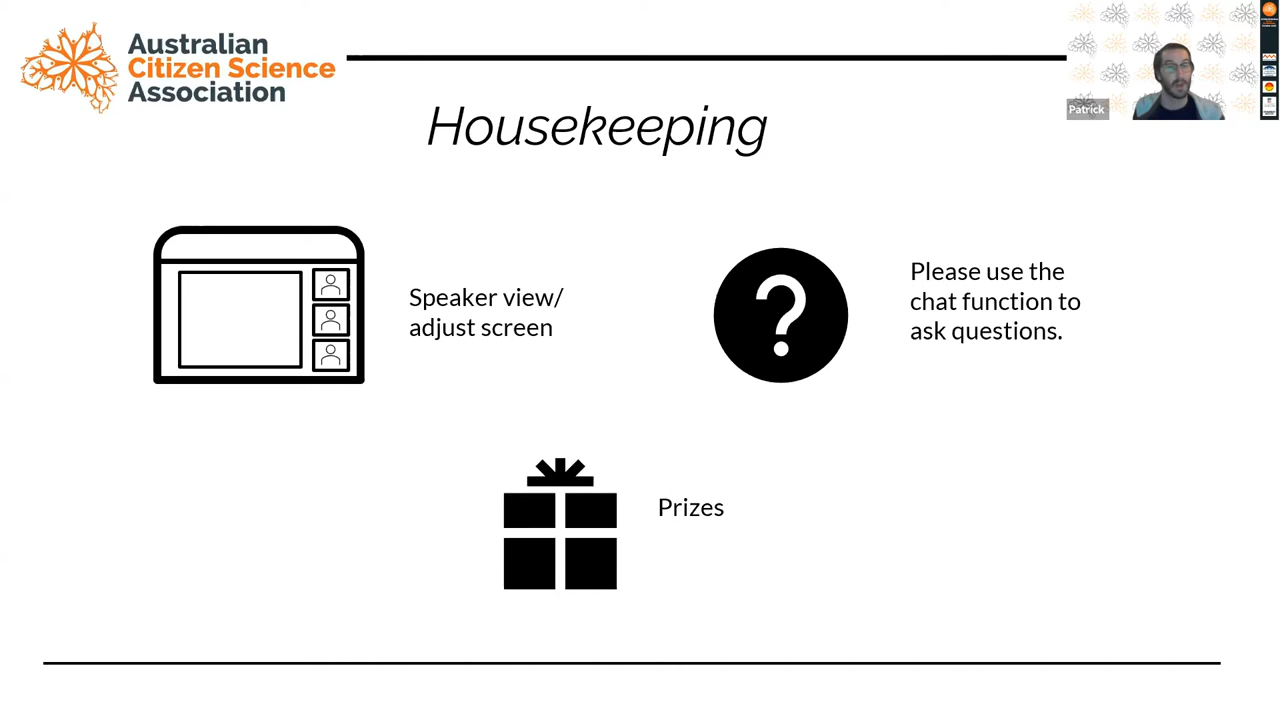 Australian
Citizen Science
Association
Patrick
Housekeeping
Speaker view/
adjust screen
Please use the
chat function to
ask questions.
Prizes